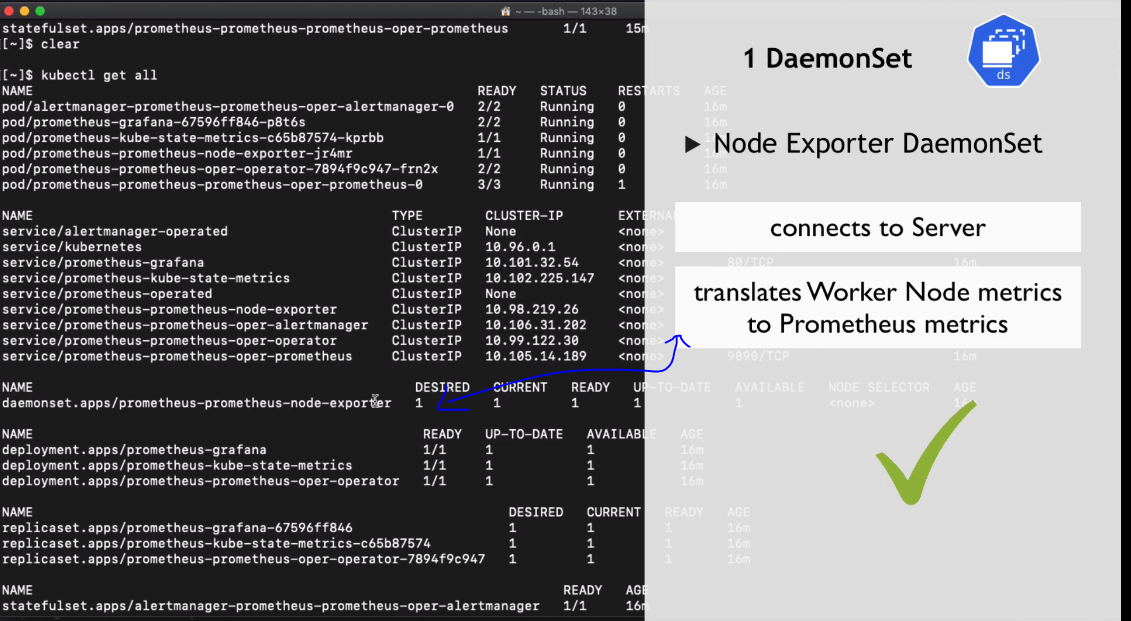 ~ — -bash — 143×38
statefulset.apps/prometheus-prometheus-prometheus-oper-prometheus 1/1 15m
[[~]$ clear
[[~]$ kubectl get all
NAME READY STATUS RESTARTS AGE
pod/alertmanager-prometheus-prometheus-oper-alertmanager-0 2/2 Running 0 16m
pod/prometheus-grafana-67596ff846-p8t6s 2/2 Running 0 16m
pod/prometheus-kube-state-metrics-c65b87574-kprbb 1/1 Running 0
pod/prometheus-prometheus-node-exporter-jr4mr 1/1 Running 0
pod/prometheus-prometheus-oper-operator-7894f9c947-frn2x 2/2 Running 0 16m
pod/prometheus-prometheus-prometheus-oper-prometheus-0 3/3 Running 1 16m
NAME TYPE CLUSTER-IP
service/alertmanager-operated ClusterIP None <none>
service/kubernetes ClusterIP 10.96.0.1 <none>
service/prometheus-grafana ClusterIP 10.101.32.54 <none> 80/TCP 16m
service/prometheus-kube-state-metrics ClusterIP 10.102.225.147 <none>
service/prometheus-operated ClusterIP None <none>
service/prometheus-prometheus-node-exporter ClusterIP 10.98.219.26 <none>
service/prometheus-prometheus-oper-alertmanager ClusterIP 10.106.31.202 <none>
service/prometheus-prometheus-oper-operator ClusterIP 10.99.122.30 <none>
service/prometheus-prometheus-oper-prometheus ClusterIP 10.105.14.189 <none> 9090/TCP 16m
NAME DESIRED CURRENT READY UP-TO-DATE AVAILABLE NODE SELECTOR AGE
daemonset.apps/prometheus-prometheus-node-exporter 1 1 1 1 1 <none> 16m
NAME READY UP-TO-DATE AVAILABLE AGE
deployment.apps/prometheus-grafana 1/1 1 1 16m
deployment.apps/prometheus-kube-state-metrics 1/1 1 1 16m
deployment.apps/prometheus-prometheus-oper-operator 1/1 1 1 16m
NAME DESIRED CURRENT READY AGE
replicaset.apps/prometheus-grafana-67596ff846 1 1 1 16m
replicaset.apps/prometheus-kube-state-metrics-c65b87574 1 1 1 16m
replicaset.apps/prometheus-prometheus-oper-operator-7894f9c947 1 1 1 16m
NAME READY AGE
statefulset.apps/alertmanager-prometheus-prometheus-oper-alertmanager 1/1 16m
1 DaemonSet
ds
Node Exporter DaemonSet
connects to Server
translates Worker Node metrics
to Prometheus metrics